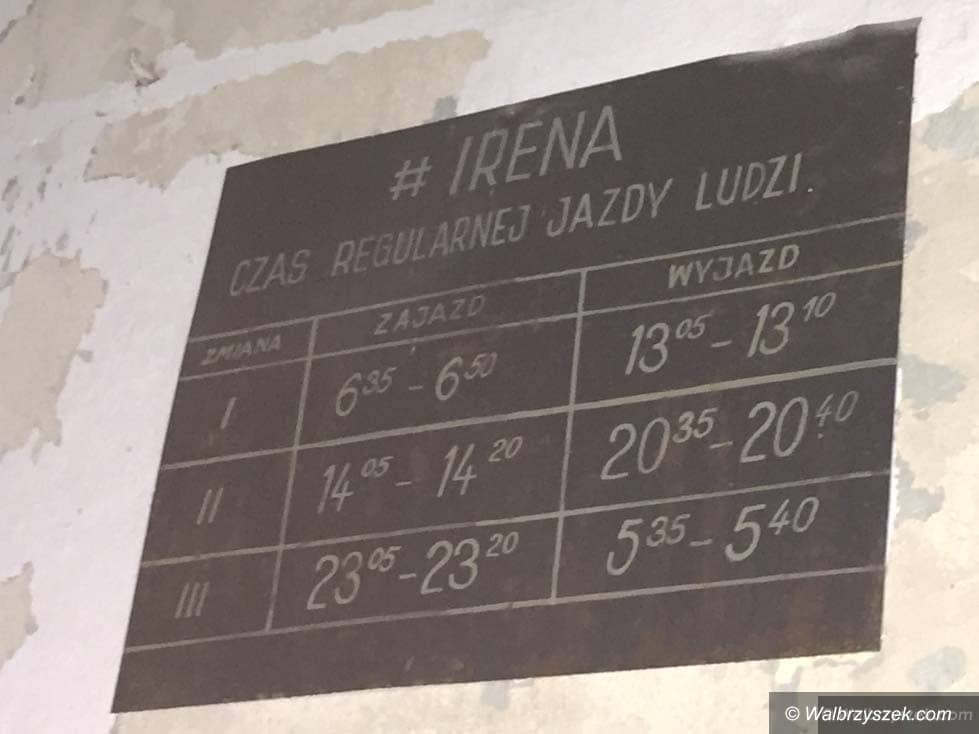 # IRENA
CZAS REGULARNEJ JAZDY LUDZI.
ZMIANA ZAJAZD WYJAZD
I 6³⁵ - 6⁵⁰ 13⁰⁵ - 13¹⁰
II 14⁰⁵ - 14²⁰ 20³⁵ - 20⁴⁰
III 23⁰⁵ - 23²⁰ 5³⁵ - 5⁴⁰
© Walbrzyszek.com